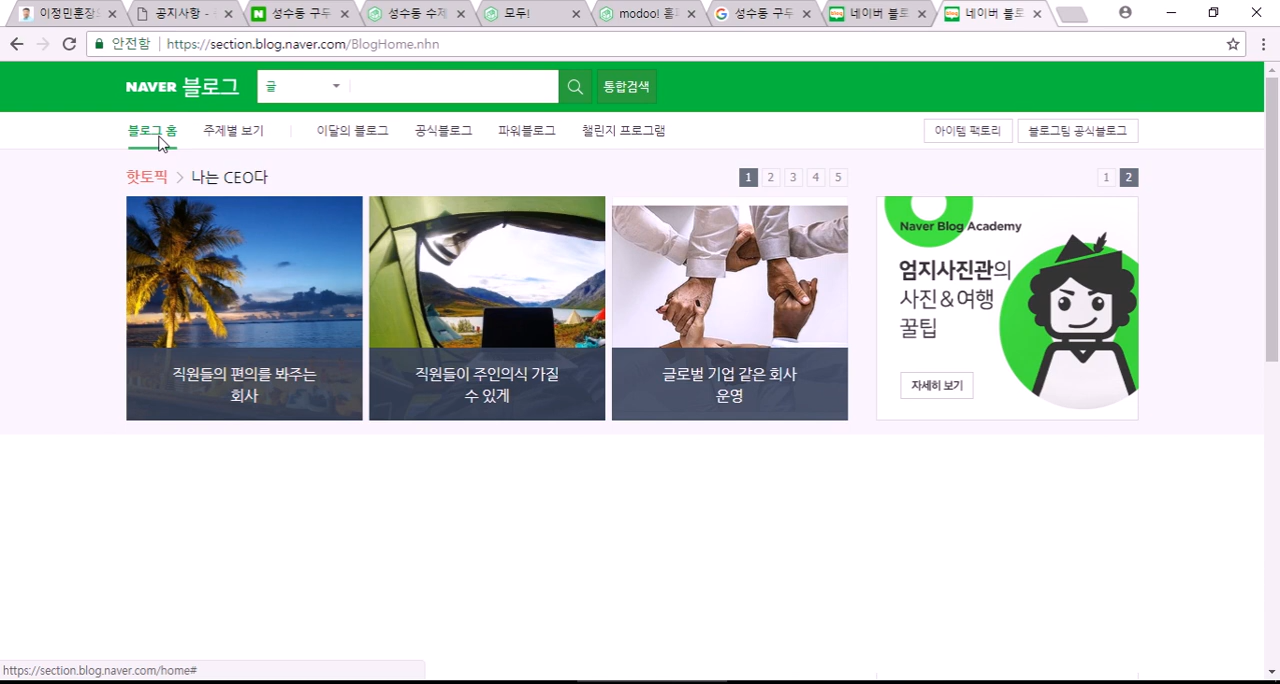 이정민훈장
공지사항 -
성수동 구두
성수동 수제
모두!
modoo! 홈
성수동 구두
네이버 블로
네이버 블로
안전함 https://section.blog.naver.com/BlogHome.nhn
NAVER 블로그 글 통합검색
블로그 홈 주제별 보기 이달의 블로그 공식블로그 파워블로그 챌린지 프로그램 아이템 팩토리 블로그팀 공식블로그
핫토픽 > 나는 CEO다 1 2 3 4 5 1 2
직원들의 편의를 봐주는
회사
직원들이 주인의식 가질
수 있게
글로벌 기업 같은 회사
운영
Naver Blog Academy
엄지사진관의
사진&여행
꿀팁
자세히 보기
https://section.blog.naver.com/home#